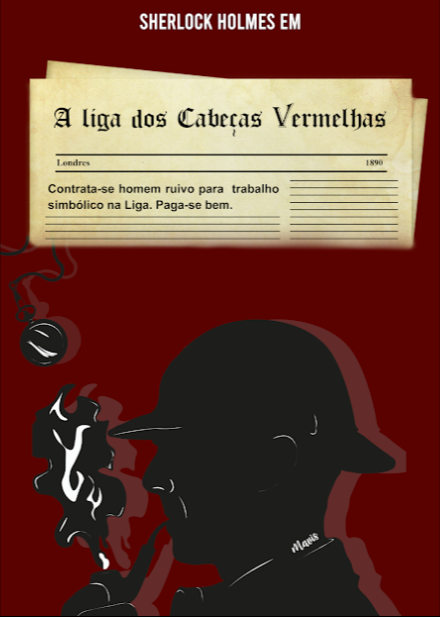 SHERLOCK HOLMES EM
A liga dos Cabeças Vermelhas
Londres 1890
Contrata-se homem ruivo para trabalho
simbólico na Liga. Paga-se bem.
Mavis